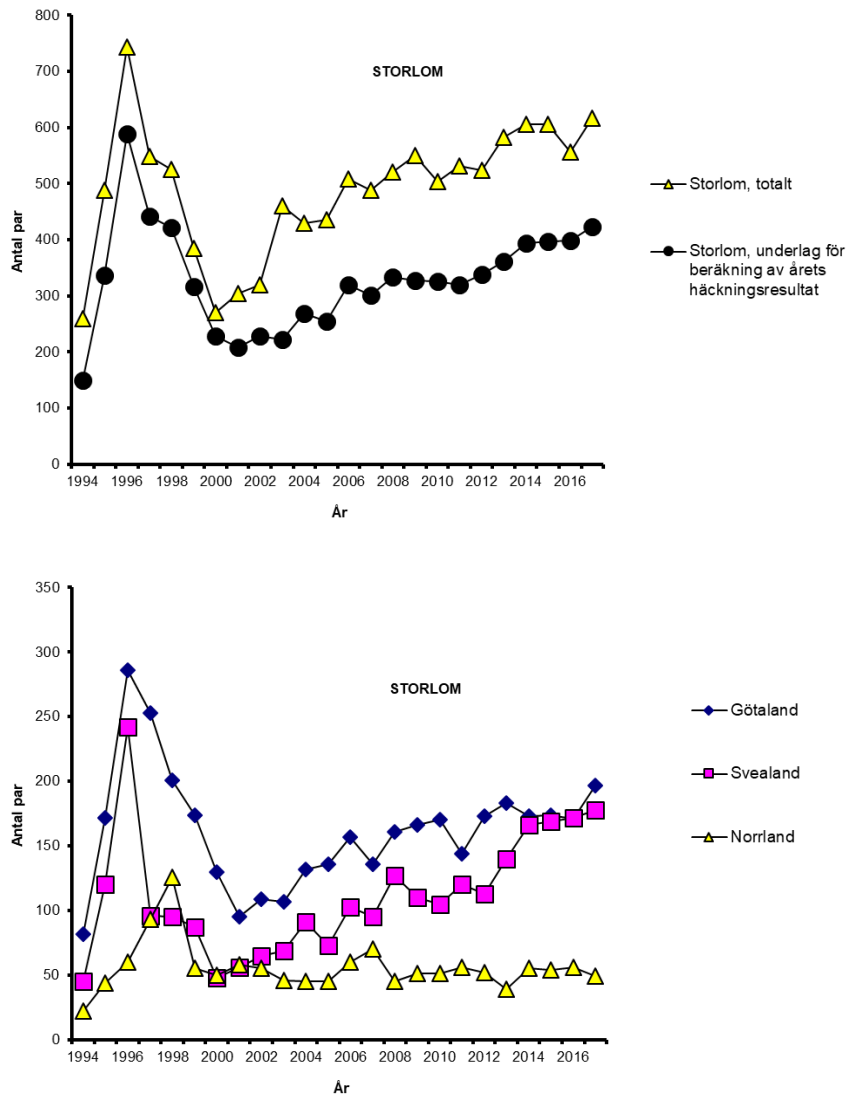 800
700
600
500
400
300
200
100
0
Antal par
STORLOM
1994 1996 1998 2000 2002 2004 2006 2008 2010 2012 2014 2016
År
Storlom, totalt
Storlom, underlag för
beräkning av årets
häckningsresultat
350
300
250
200
150
100
50
0
Antal par
STORLOM
1994 1996 1998 2000 2002 2004 2006 2008 2010 2012 2014 2016
År
Götaland
Svealand
Norrland